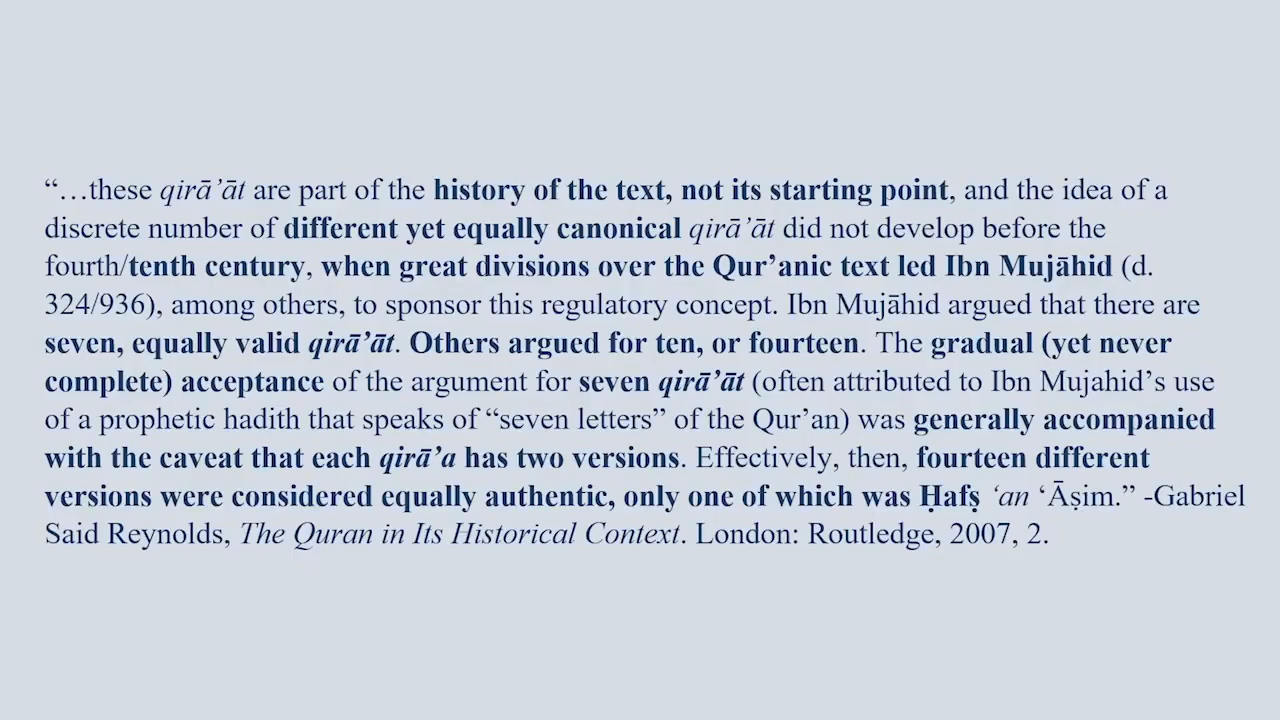 “…these qirā’āt are part of the history of the text, not its starting point, and the idea of a
discrete number of different yet equally canonical qirā’āt did not develop before the
fourth/tenth century, when great divisions over the Qur’anic text led Ibn Mujāhid (d.
324/936), among others, to sponsor this regulatory concept. Ibn Mujāhid argued that there are
seven, equally valid qirā’āt. Others argued for ten, or fourteen. The gradual (yet never
complete) acceptance of the argument for seven qirā’āt (often attributed to Ibn Mujahid’s use
of a prophetic hadith that speaks of “seven letters” of the Qur’an) was generally accompanied
with the caveat that each qirā’a has two versions. Effectively, then, fourteen different
versions were considered equally authentic, only one of which was Ḥafṣ ‘an ‘Āṣim.” -Gabriel
Said Reynolds, The Quran in Its Historical Context. London: Routledge, 2007, 2.